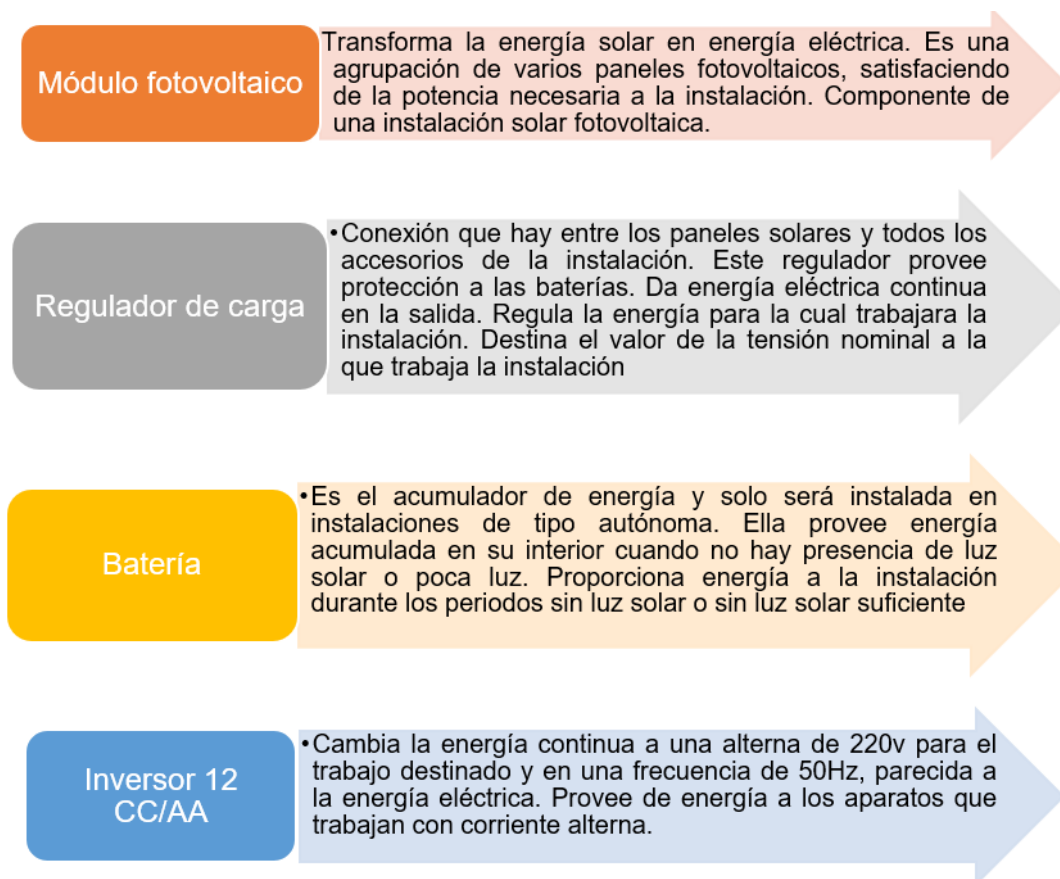 Módulo fotovoltaico
Transforma la energía solar en energía eléctrica. Es una
agrupación de varios paneles fotovoltaicos, satisfaciendo
de la potencia necesaria a la instalación. Componente de
una instalación solar fotovoltaica.
Regulador de carga
•Conexión que hay entre los paneles solares y todos los
accesorios de la instalación. Este regulador provee
protección a las baterías. Da energía eléctrica continua
en la salida. Regula la energía para la cual trabajara la
instalación. Destina el valor de la tensión nominal a la
que trabaja la instalación
Batería
•Es el acumulador de energía y solo será instalada en
instalaciones de tipo autónoma. Ella provee energía
acumulada en su interior cuando no hay presencia de luz
solar o poca luz. Proporciona energía a la instalación
durante los periodos sin luz solar o sin luz solar suficiente
Inversor 12
CC/AA
•Cambia la energía continua a una alterna de 220v para el
trabajo destinado y en una frecuencia de 50Hz, parecida a
la energía eléctrica. Provee de energía a los aparatos que
trabajan con corriente alterna.